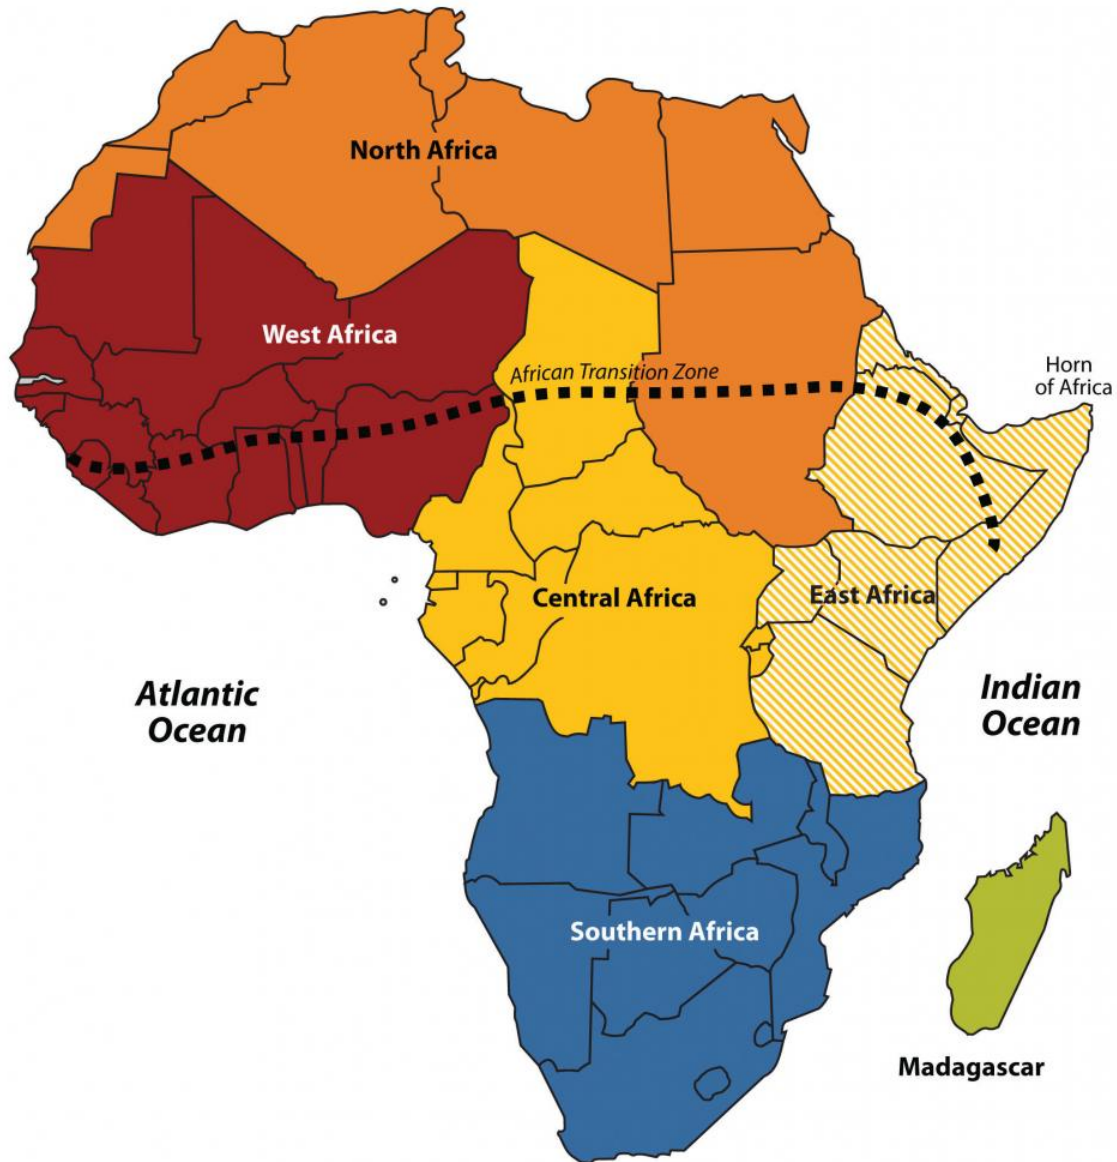 North Africa
West Africa
African Transition Zone
Horn
of Africa
Central Africa
East Africa
Atlantic
Ocean
Indian
Ocean
Southern Africa
Madagascar